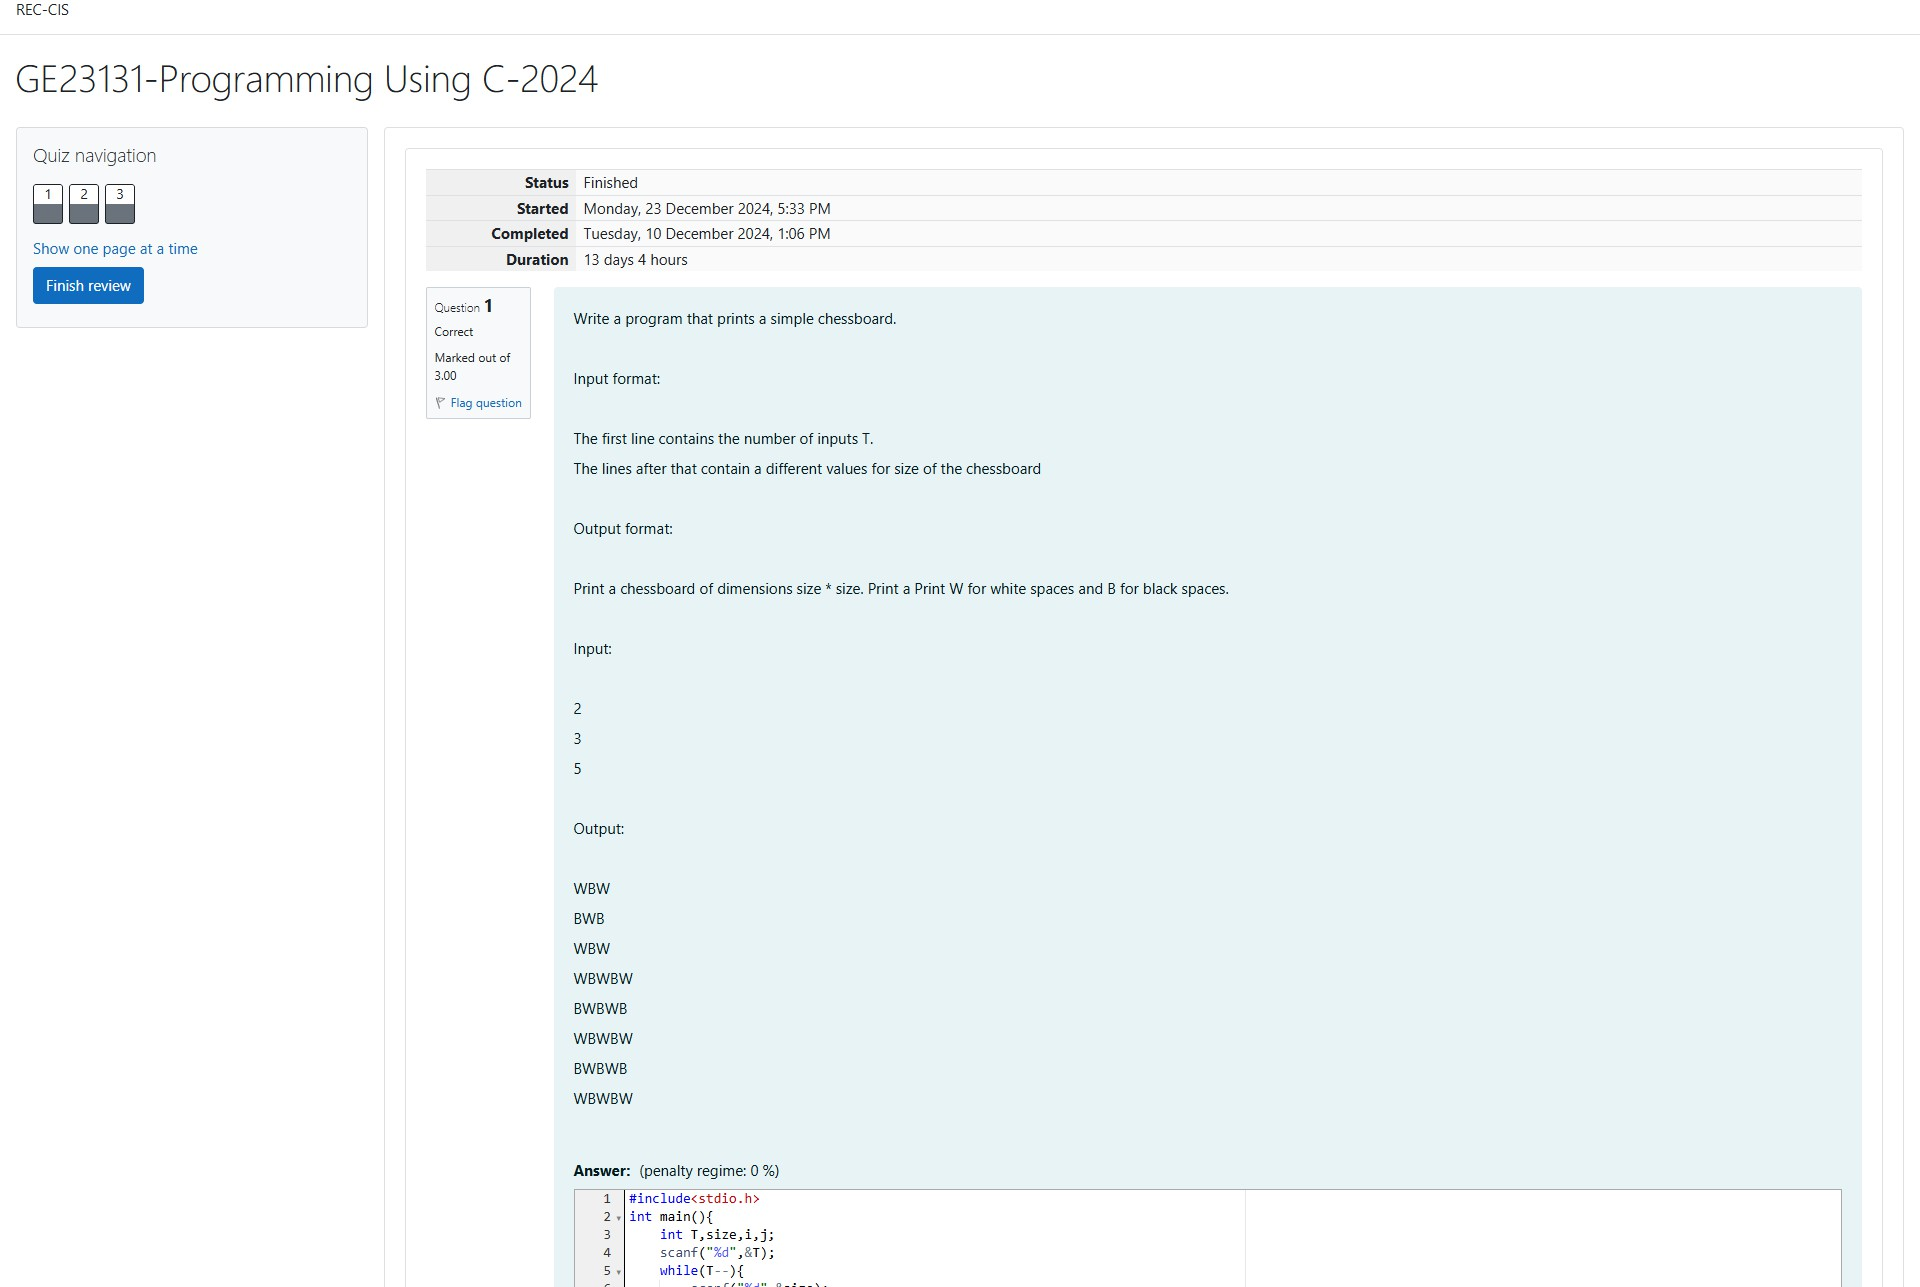 REC-CIS
GE23131-Programming Using C-2024
Quiz navigation
1 2 3
Show one page at a time
Finish review
Status Finished
Started Monday, 23 December 2024, 5:33 PM
Completed Tuesday, 10 December 2024, 1:06 PM
Duration 13 days 4 hours
Question 1
Correct
Marked out of
3.00
Flag question
Write a program that prints a simple chessboard.
Input format:
The first line contains the number of inputs T.
The lines after that contain a different values for size of the chessboard
Output format:
Print a chessboard of dimensions size * size. Print a Print W for white spaces and B for black spaces.
Input:
2
3
5
Output:
WBW
BWB
WBW
WBWBW
BWBWB
WBWBW
BWBWB
WBWBW
Answer: (penalty regime: 0 %)
1 #include<stdio.h>
2 int main(){
3 int T,size,i,j;
4 scanf("%d",&T);
5 while(T--){